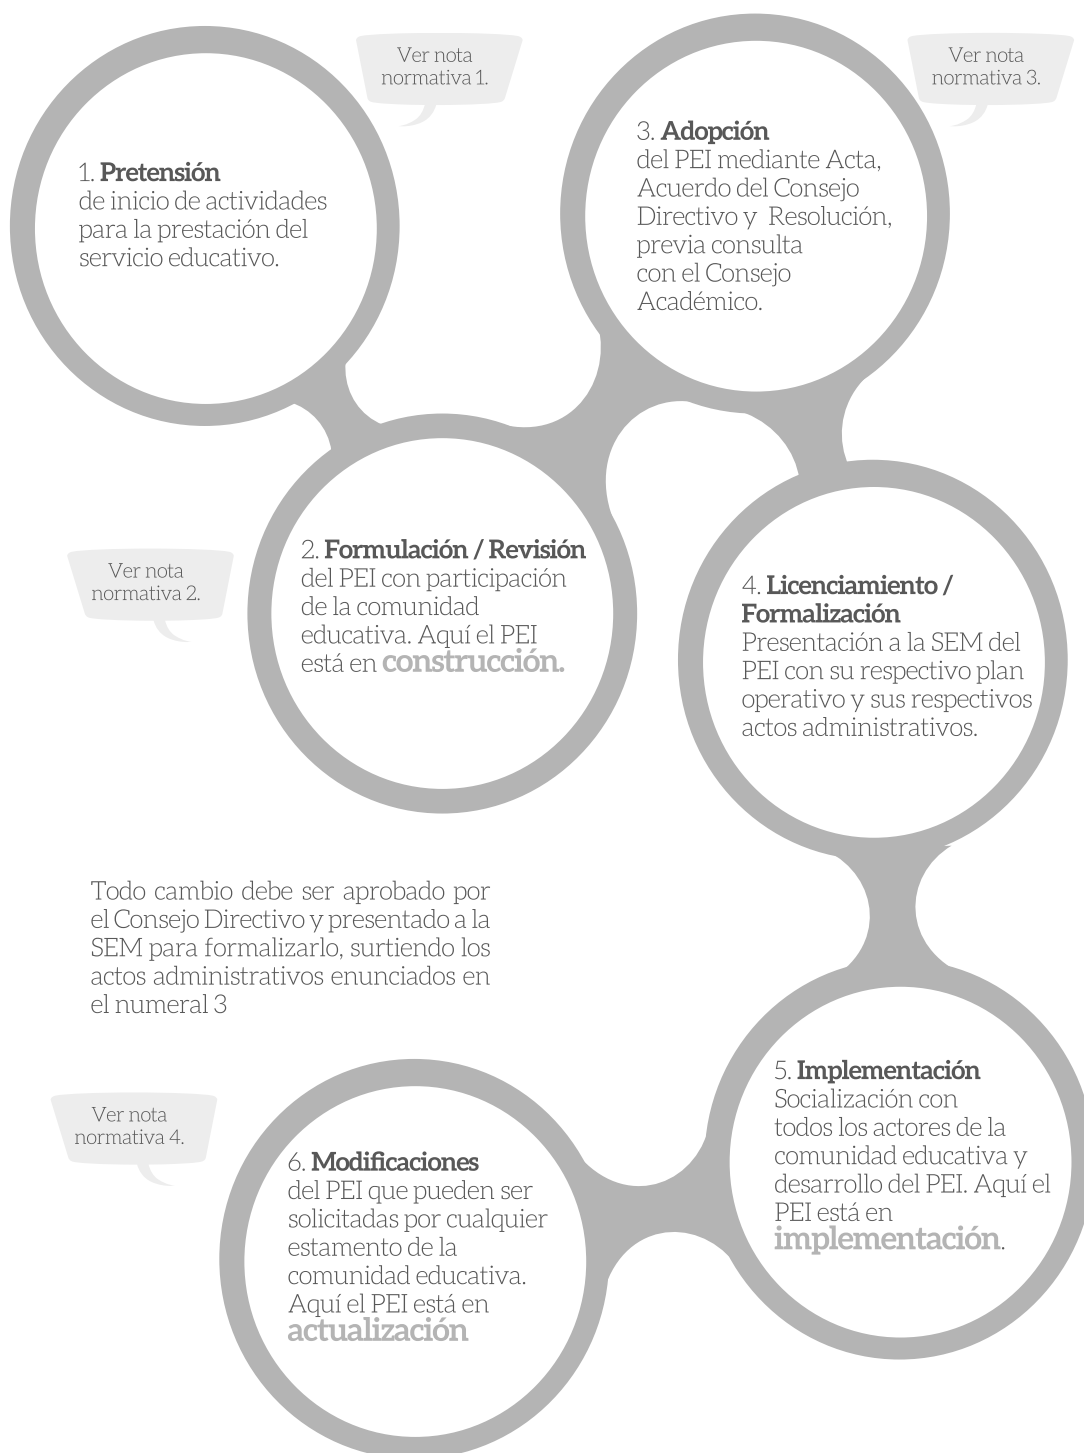 Ver nota
normativa 1.
1. Pretensión
de inicio de actividades
para la prestación del
servicio educativo.
Ver nota
normativa 3.
3. Adopción
del PEI mediante Acta,
Acuerdo del Consejo
Directivo y Resolución,
previa consulta
con el Consejo
Académico.
Ver nota
normativa 2.
2. Formulación / Revisión
del PEI con participación
de la comunidad
educativa. Aquí el PEI
está en construcción.
4. Licenciamiento /
Formalización
Presentación a la SEM del
PEI con su respectivo plan
operativo y sus respectivos
actos administrativos.
Todo cambio debe ser aprobado por
el Consejo Directivo y presentado a la
SEM para formalizarlo, surtiendo los
actos administrativos enunciados en
el numeral 3
5. Implementación
Socialización con
todos los actores de la
comunidad educativa y
desarrollo del PEI. Aquí el
PEI está en
implementación.
Ver nota
normativa 4.
6. Modificaciones
del PEI que pueden ser
solicitadas por cualquier
estamento de la
comunidad educativa.
Aquí el PEI está en
actualización